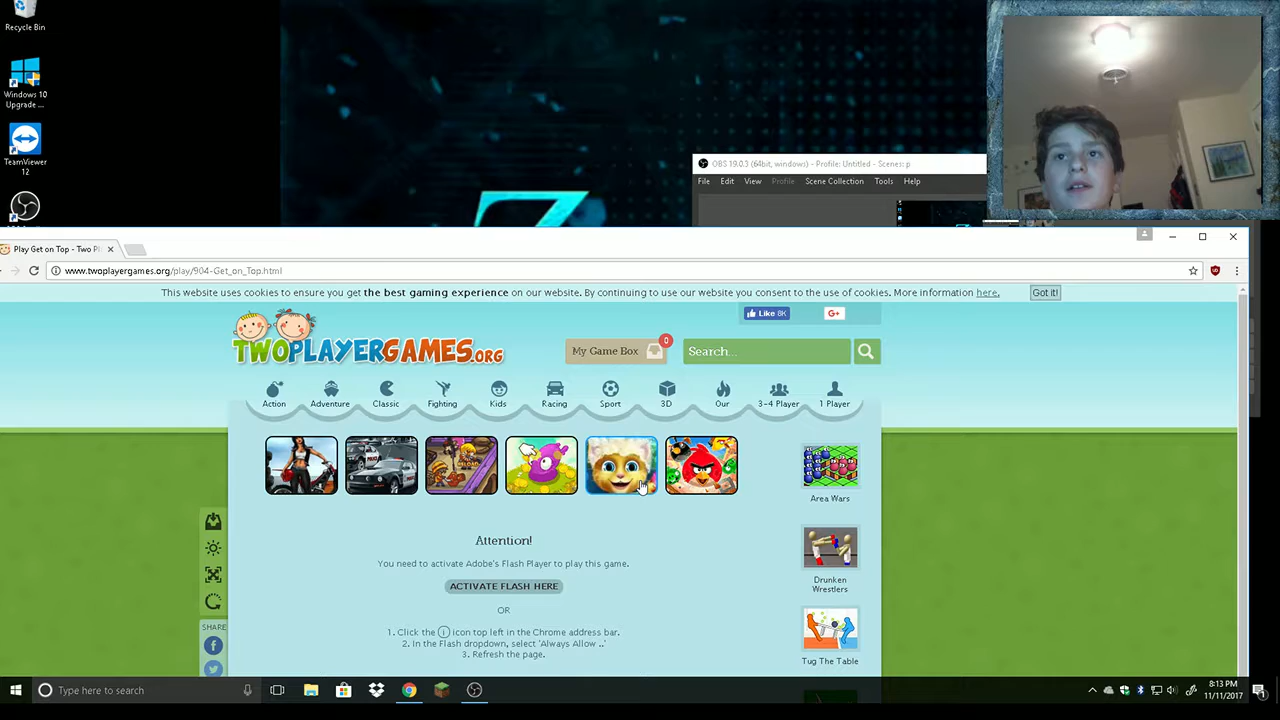 Recycle Bin
Windows 10
Upgrade ...
TeamViewer
12
OBS 19.0.3 (64bit, windows) - Profile: Untitled - Scenes: p
File Edit View Profile Scene Collection Tools Help
Play Get on Top - Two Pl
www.twoplayergames.org/play/904-Get_on_Top.html
This website uses cookies to ensure you get the best gaming experience on our website. By continuing to use our website you consent to the use of cookies. More information here. Got it!
Like 8K G+
TWOPLAYERGAMES.ORG
My Game Box 0 Search...
Action Adventure Classic Fighting Kids Racing Sport 3D Our 3-4 Player 1 Player
Area Wars
Attention!
You need to activate Adobe's Flash Player to play this game.
ACTIVATE FLASH HERE
OR
1. Click the i icon top left in the Chrome address bar.
2. In the Flash dropdown, select 'Always Allow ..'
3. Refresh the page.
Drunken
Wrestlers
Tug The Table
SHARE
Type here to search
8:13 PM
11/11/2017